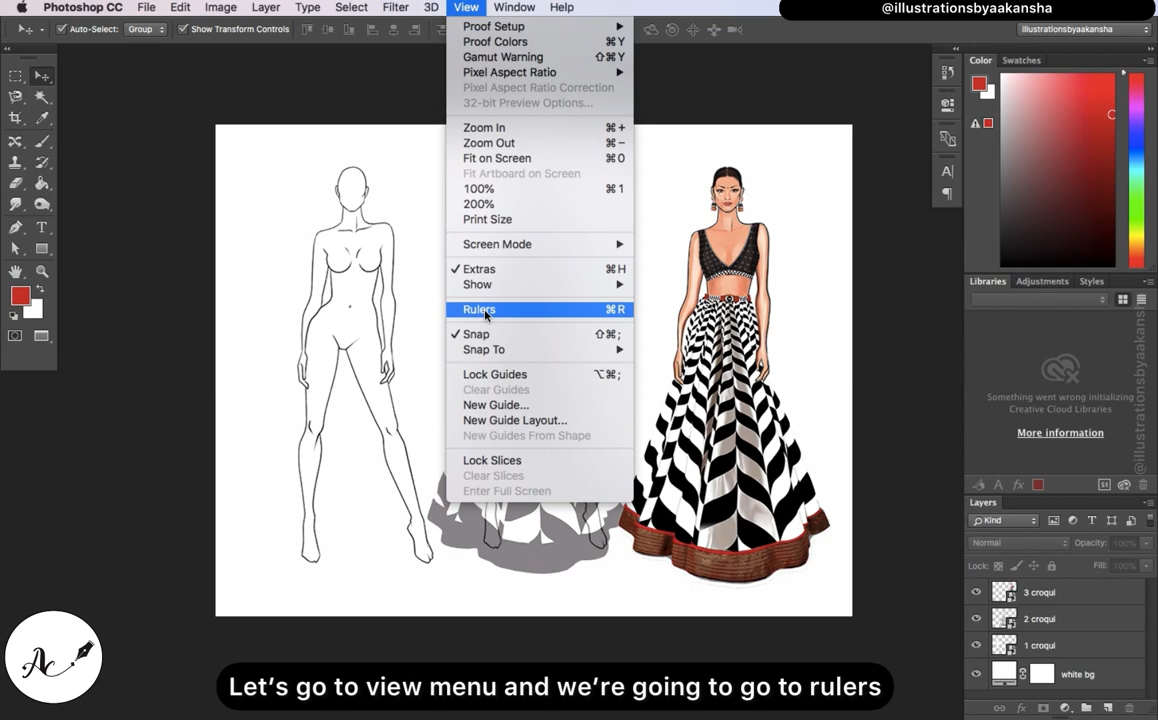 Photoshop CC File Edit Image Layer Type Select Filter 3D View Window Help
@illustrationsbyaakansha
Auto-Select: Group Show Transform Controls
illustrationsbyaakansha
Proof Setup
Proof Colors ⌘Y
Gamut Warning ⇧⌘Y
Pixel Aspect Ratio
Pixel Aspect Ratio Correction
32-bit Preview Options...
Zoom In ⌘+
Zoom Out ⌘−
Fit on Screen ⌘0
Fit Artboard on Screen
100% ⌘1
200%
Print Size
Screen Mode
Extras ⌘H
Show
Rulers ⌘R
Snap ⇧⌘;
Snap To
Lock Guides ⌥⌘;
Clear Guides
New Guide...
New Guide Layout...
New Guides From Shape
Lock Slices
Clear Slices
Enter Full Screen
Color Swatches
Libraries Adjustments Styles
Something went wrong initializing
Creative Cloud Libraries
More information
@illustrationsbyaakansha
Layers
Kind
Normal Opacity: 100%
Lock: Fill: 100%
3 croqui
2 croqui
1 croqui
white bg
Ac
Let's go to view menu and we're going to go to rulers